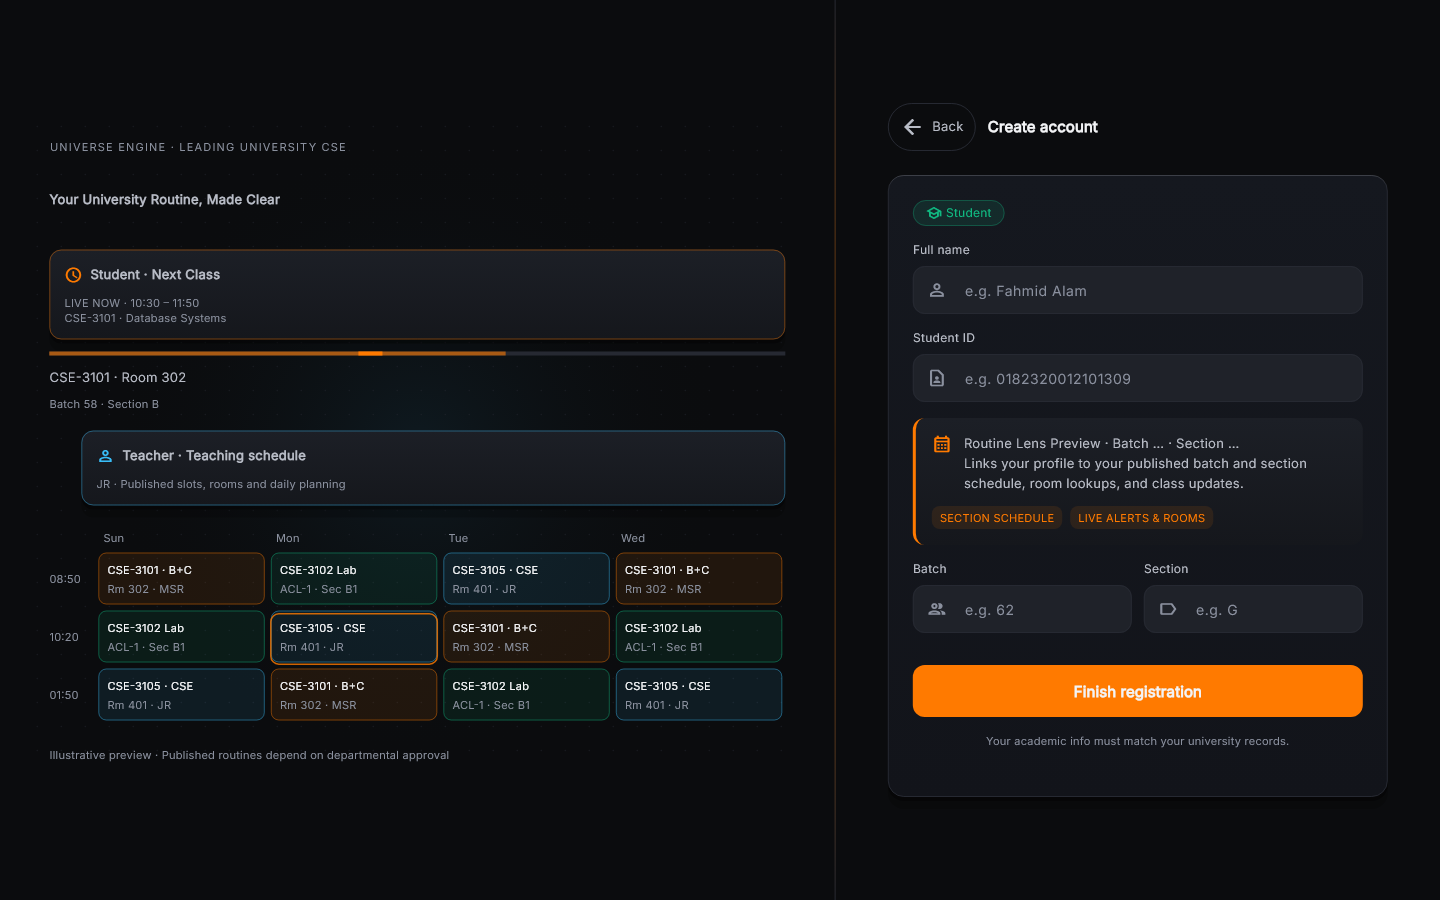 UNIVERSE ENGINE · LEADING UNIVERSITY CSE
Your University Routine, Made Clear
Student · Next Class
LIVE NOW · 10:30 – 11:50
CSE-3101 · Database Systems
CSE-3101 · Room 302
Batch 58 · Section B
Teacher · Teaching schedule
JR · Published slots, rooms and daily planning
Sun Mon Tue Wed
08:50
CSE-3101 · B+C
Rm 302 · MSR
CSE-3102 Lab
ACL-1 · Sec B1
CSE-3105 · CSE
Rm 401 · JR
CSE-3101 · B+C
Rm 302 · MSR
10:20
CSE-3102 Lab
ACL-1 · Sec B1
CSE-3105 · CSE
Rm 401 · JR
CSE-3101 · B+C
Rm 302 · MSR
CSE-3102 Lab
ACL-1 · Sec B1
01:50
CSE-3105 · CSE
Rm 401 · JR
CSE-3101 · B+C
Rm 302 · MSR
CSE-3102 Lab
ACL-1 · Sec B1
CSE-3105 · CSE
Rm 401 · JR
Illustrative preview · Published routines depend on departmental approval
Back
Create account
Student
Full name
e.g. Fahmid Alam
Student ID
e.g. 0182320012101309
Routine Lens Preview · Batch ... · Section ...
Links your profile to your published batch and section
schedule, room lookups, and class updates.
SECTION SCHEDULE
LIVE ALERTS & ROOMS
Batch
e.g. 62
Section
e.g. G
Finish registration
Your academic info must match your university records.